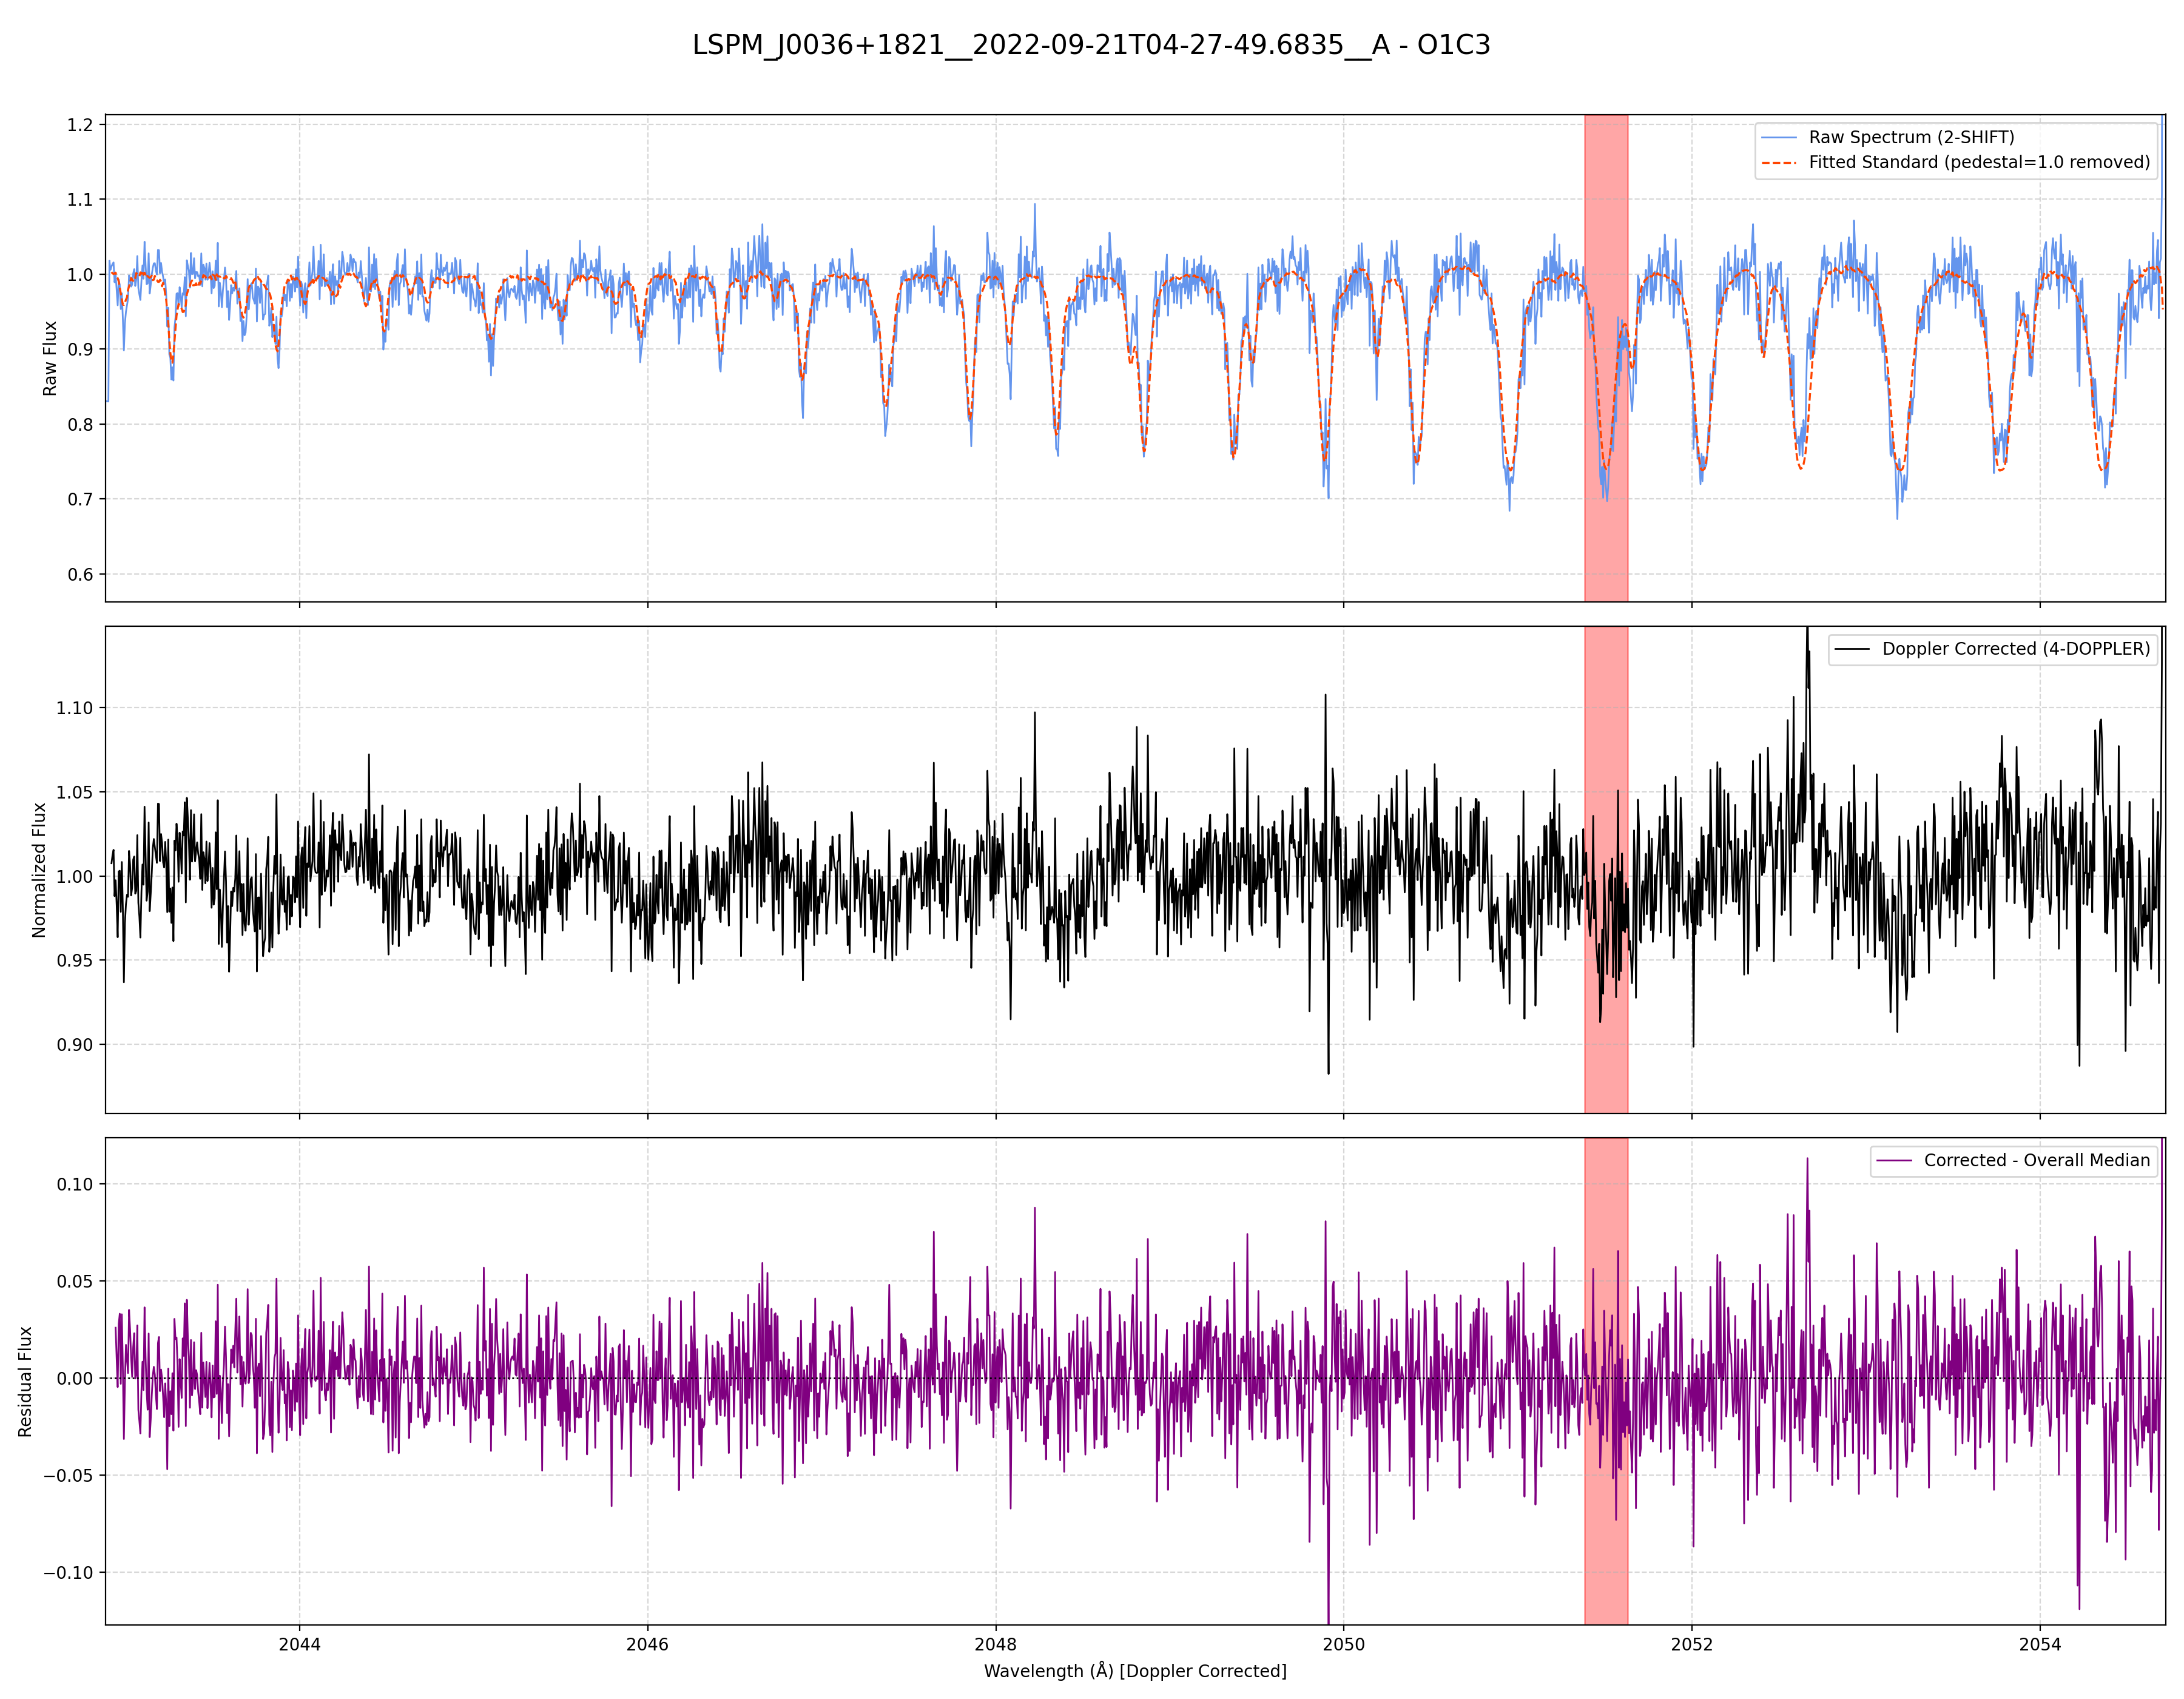 LSPM_J0036+1821__2022-09-21T04-27-49.6835__A - O1C3
1.2
1.1
1.0
0.9
0.8
0.7
0.6
Raw Flux
Raw Spectrum (2-SHIFT)
Fitted Standard (pedestal=1.0 removed)
1.10
1.05
1.00
0.95
0.90
Normalized Flux
Doppler Corrected (4-DOPPLER)
0.10
0.05
0.00
−0.05
−0.10
Residual Flux
Corrected - Overall Median
2044 2046 2048 2050 2052 2054
Wavelength (Å) [Doppler Corrected]